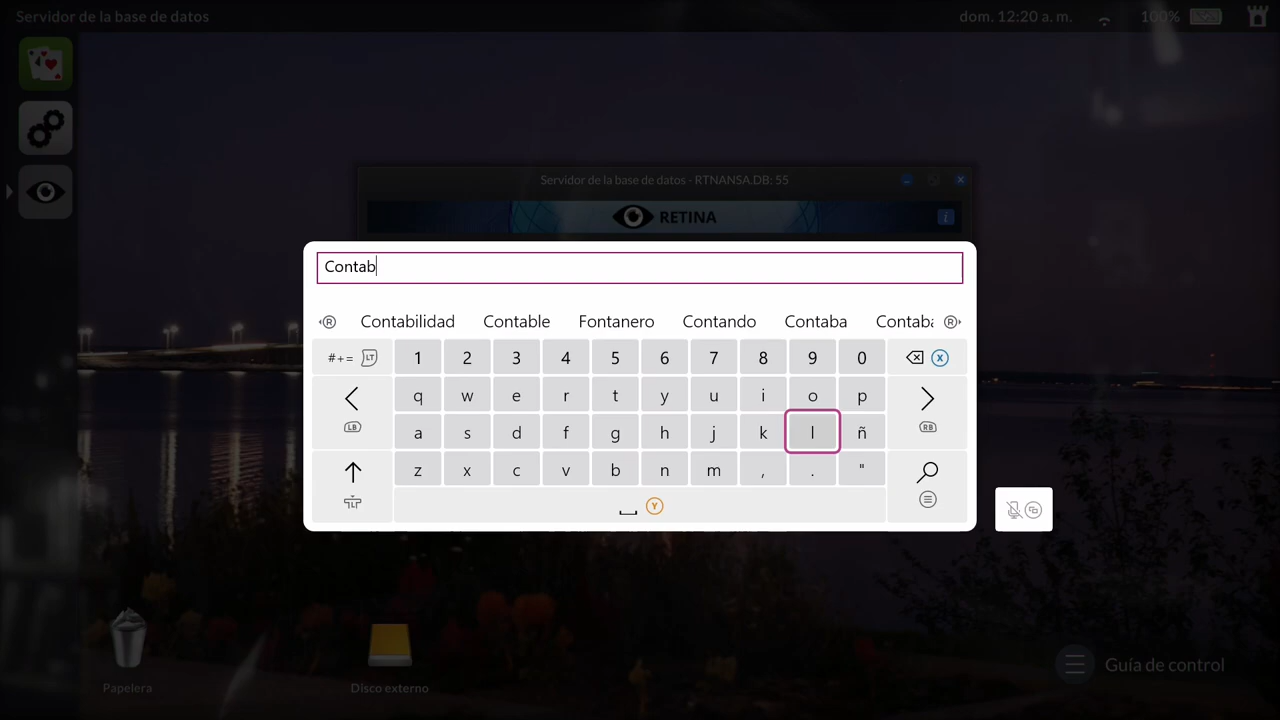 Servidor de la base de datos
dom. 12:20 a. m.
100%
Servidor de la base de datos - RTNANSA.DB: 55
RETINA
i
Contab
R Contabilidad Contable Fontanero Contando Contaba R
#+= LT 1 2 3 4 5 6 7 8 9 0 X
q w e r t y u i o p
LB a s d f g h j k l ñ RB
z x c v b n m , . "
LT Y
Papelera
Disco externo
Guía de control